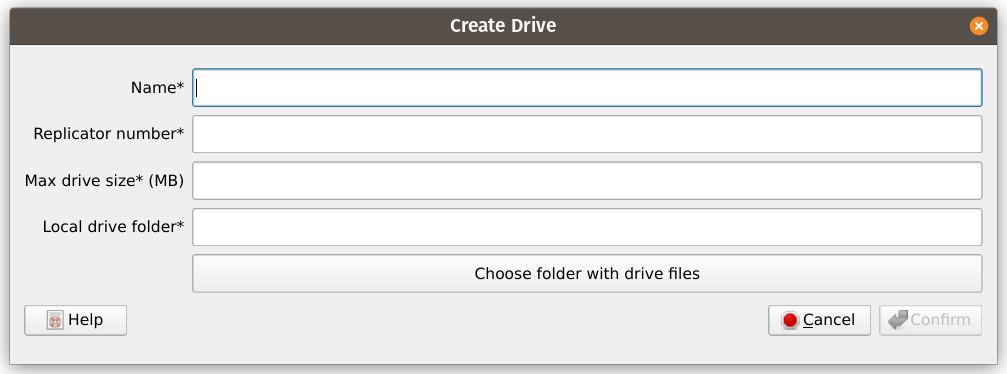 Create Drive
Name*
Replicator number*
Max drive size* (MB)
Local drive folder*
Choose folder with drive files
Help
Cancel
Confirm